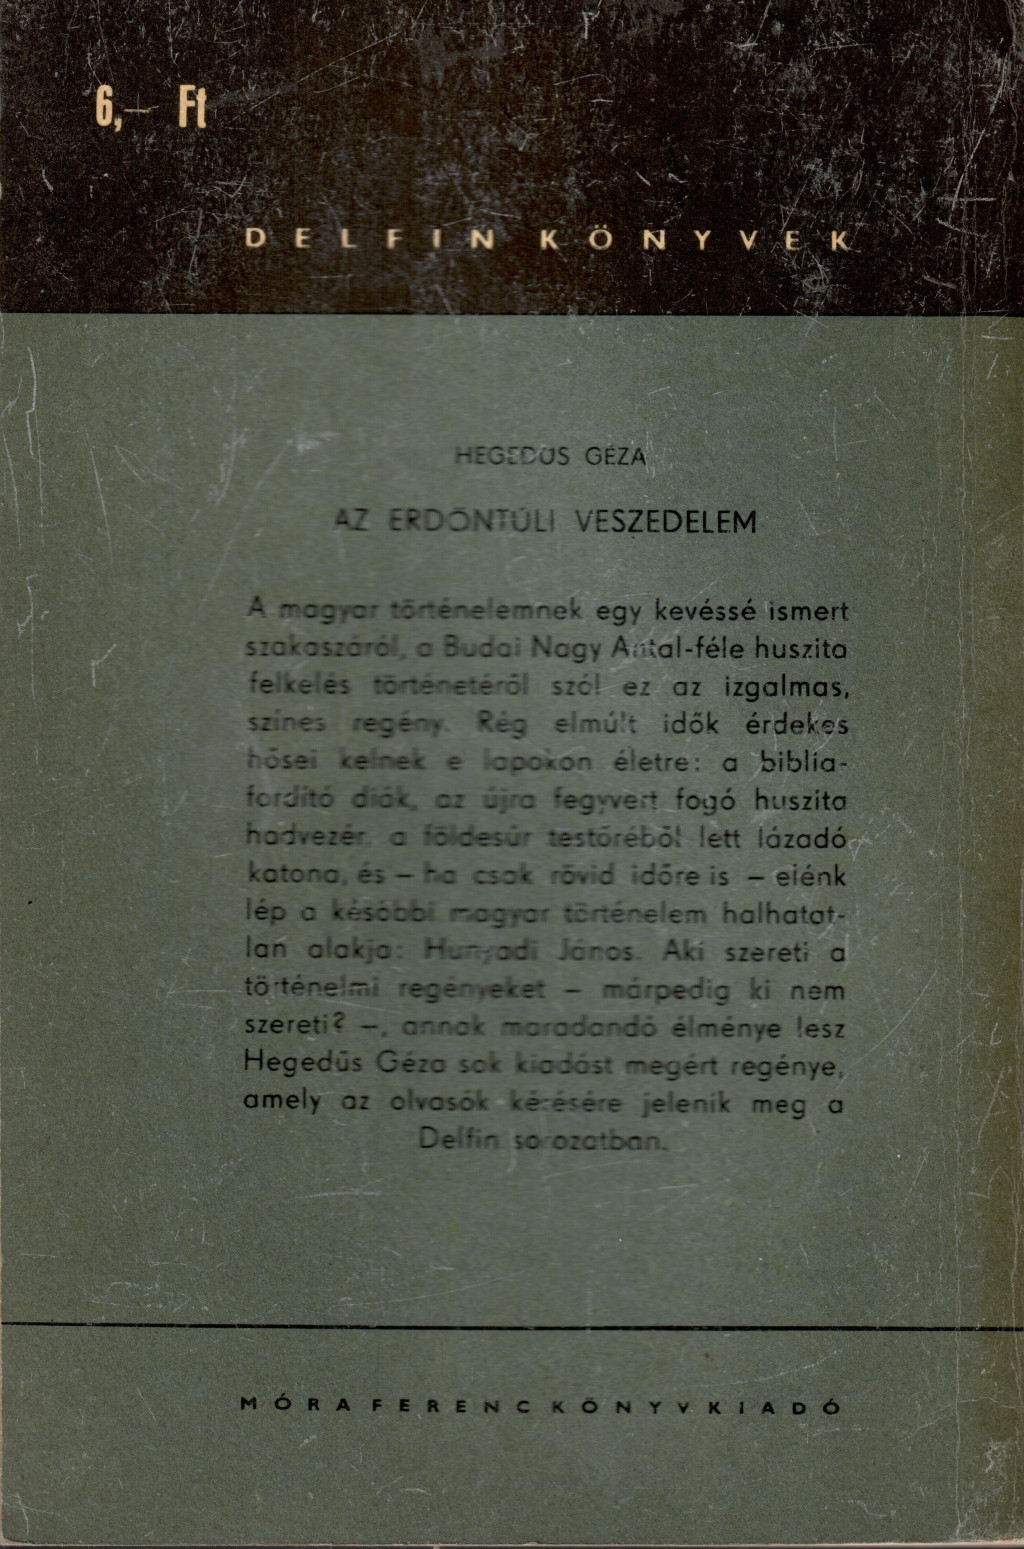 6,— Ft
DELFIN KÖNYVEK
HEGEDŰS GÉZA
AZ ERDŐNTÚLI VESZEDELEM
A magyar történelemnek egy kevéssé ismert
szakaszáról, a Budai Nagy Antal-féle huszita
felkelés történetéről szól ez az izgalmas,
színes regény. Rég elmúlt idők érdekes
hősei kelnek e lapokon életre: a biblia-
fordító diák, az újra fegyvert fogó huszita
hadvezér, a földesúr testőréből lett lázadó
katona, és — ha csak rövid időre is — elénk
lép a későbbi magyar történelem halhatat-
lan alakja: Hunyadi János. Aki szereti a
történelmi regényeket — márpedig ki nem
szereti? —, annak maradandó élménye lesz
Hegedűs Géza sok kiadást megért regénye,
amely az olvasók kérésére jelenik meg a
Delfin sorozatban.
MÓRA FERENC KÖNYVKIADÓ